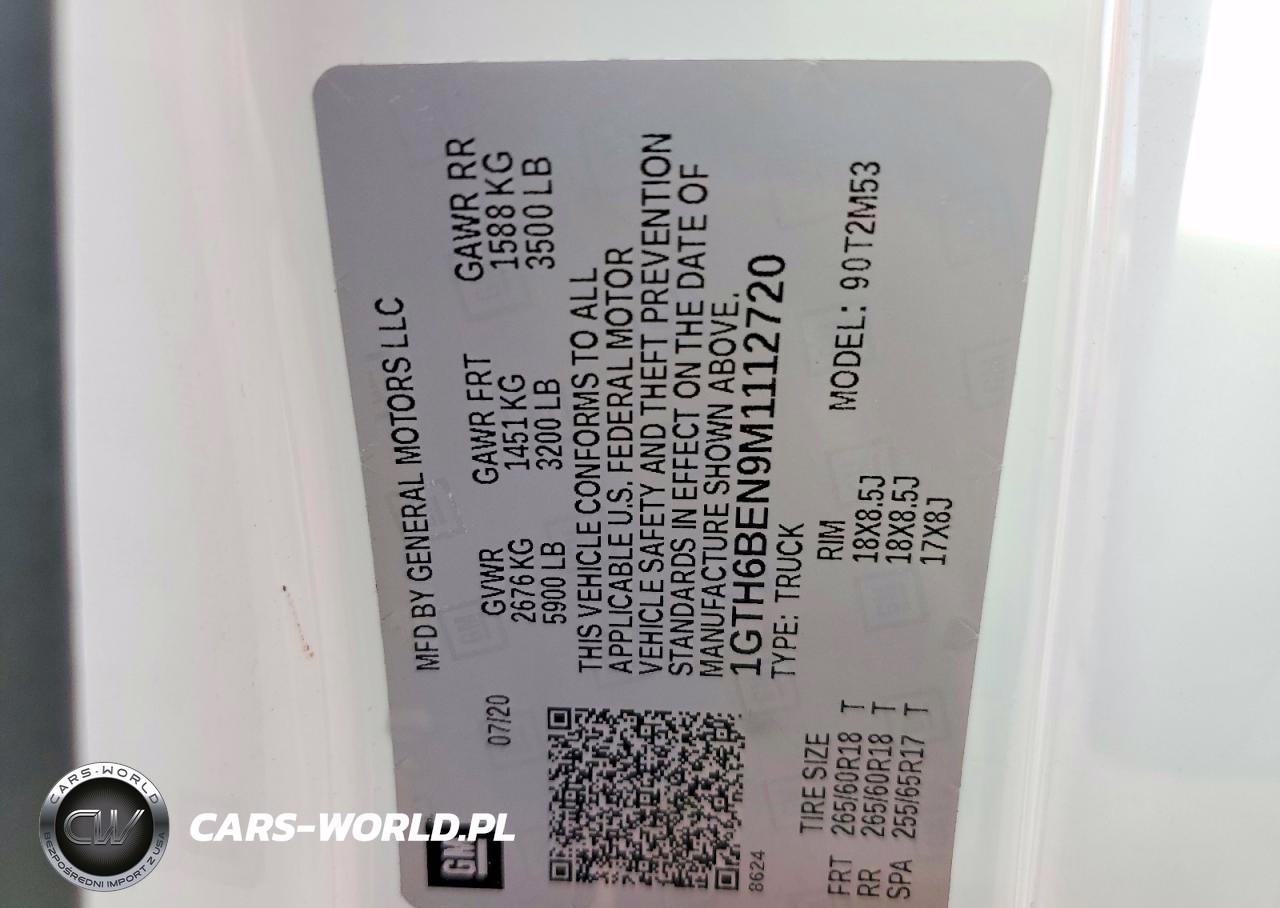 MFD BY GENERAL MOTORS LLC
07/20
GVWR GAWR FRT GAWR RR
2676 KG 1451 KG 1588 KG
5900 LB 3200 LB 3500 LB
THIS VEHICLE CONFORMS TO ALL
APPLICABLE U.S. FEDERAL MOTOR
VEHICLE SAFETY AND THEFT PREVENTION
STANDARDS IN EFFECT ON THE DATE OF
MANUFACTURE SHOWN ABOVE.
1GTH6BEN9M1112720
TYPE: TRUCK
8624
MODEL: 90T2M53
TIRE SIZE RIM
FRT 265/60R18 T 18X8.5J
RR 265/60R18 T 18X8.5J
SPA 255/65R17 T 17X8J
GM
CARS-WORLD
CW
BEZPOŚREDNI IMPORT Z USA
CARS-WORLD.PL